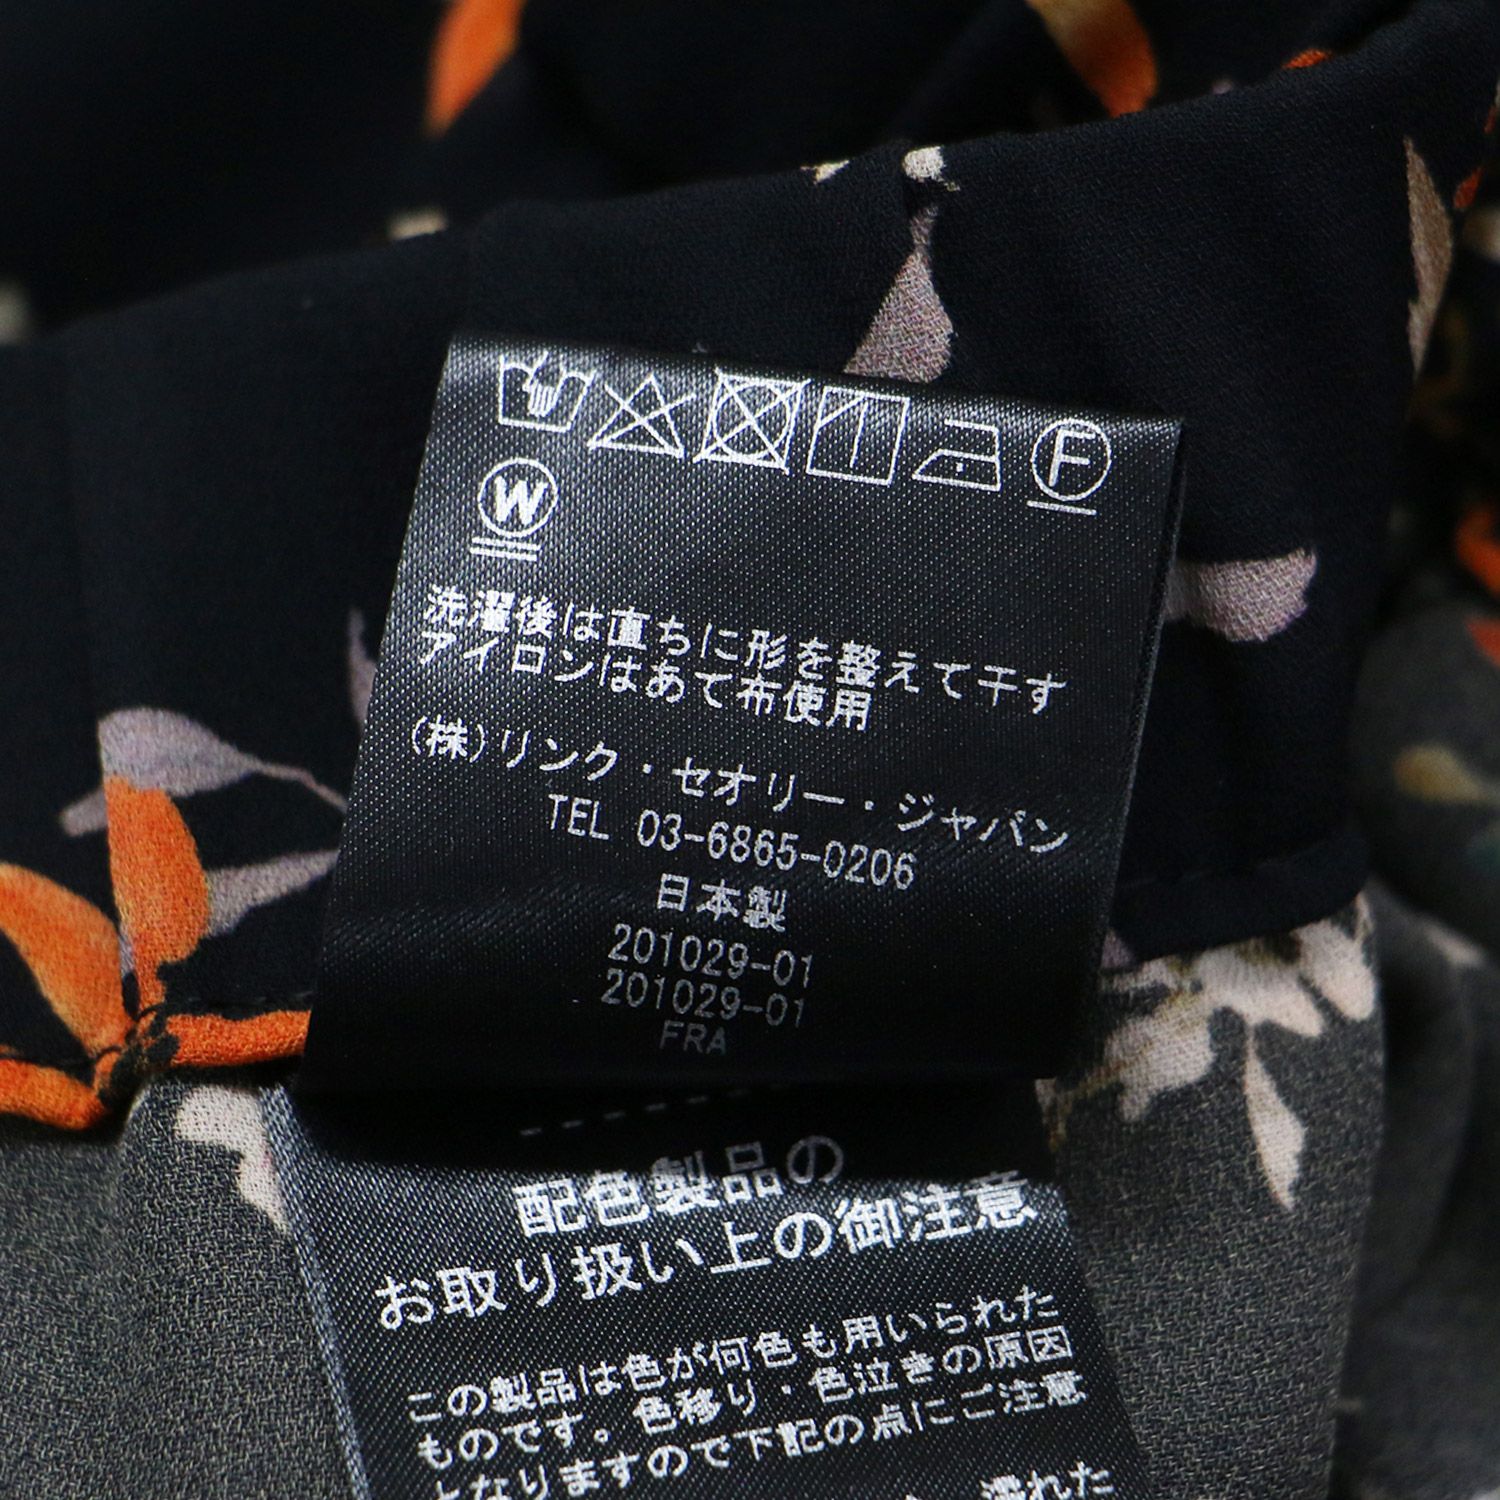 F
W
洗濯後は直ちに形を整えて干す
アイロンはあて布使用
(株)リンク・セオリー・ジャパン
TEL 03-6865-0206
日本製
201029-01
201029-01
FRA
配色製品の
お取り扱い上の御注意
この製品は色が何色も用いられた
ものです。色移り・色泣きの原因
となりますので下記の点にご注意
濡れた